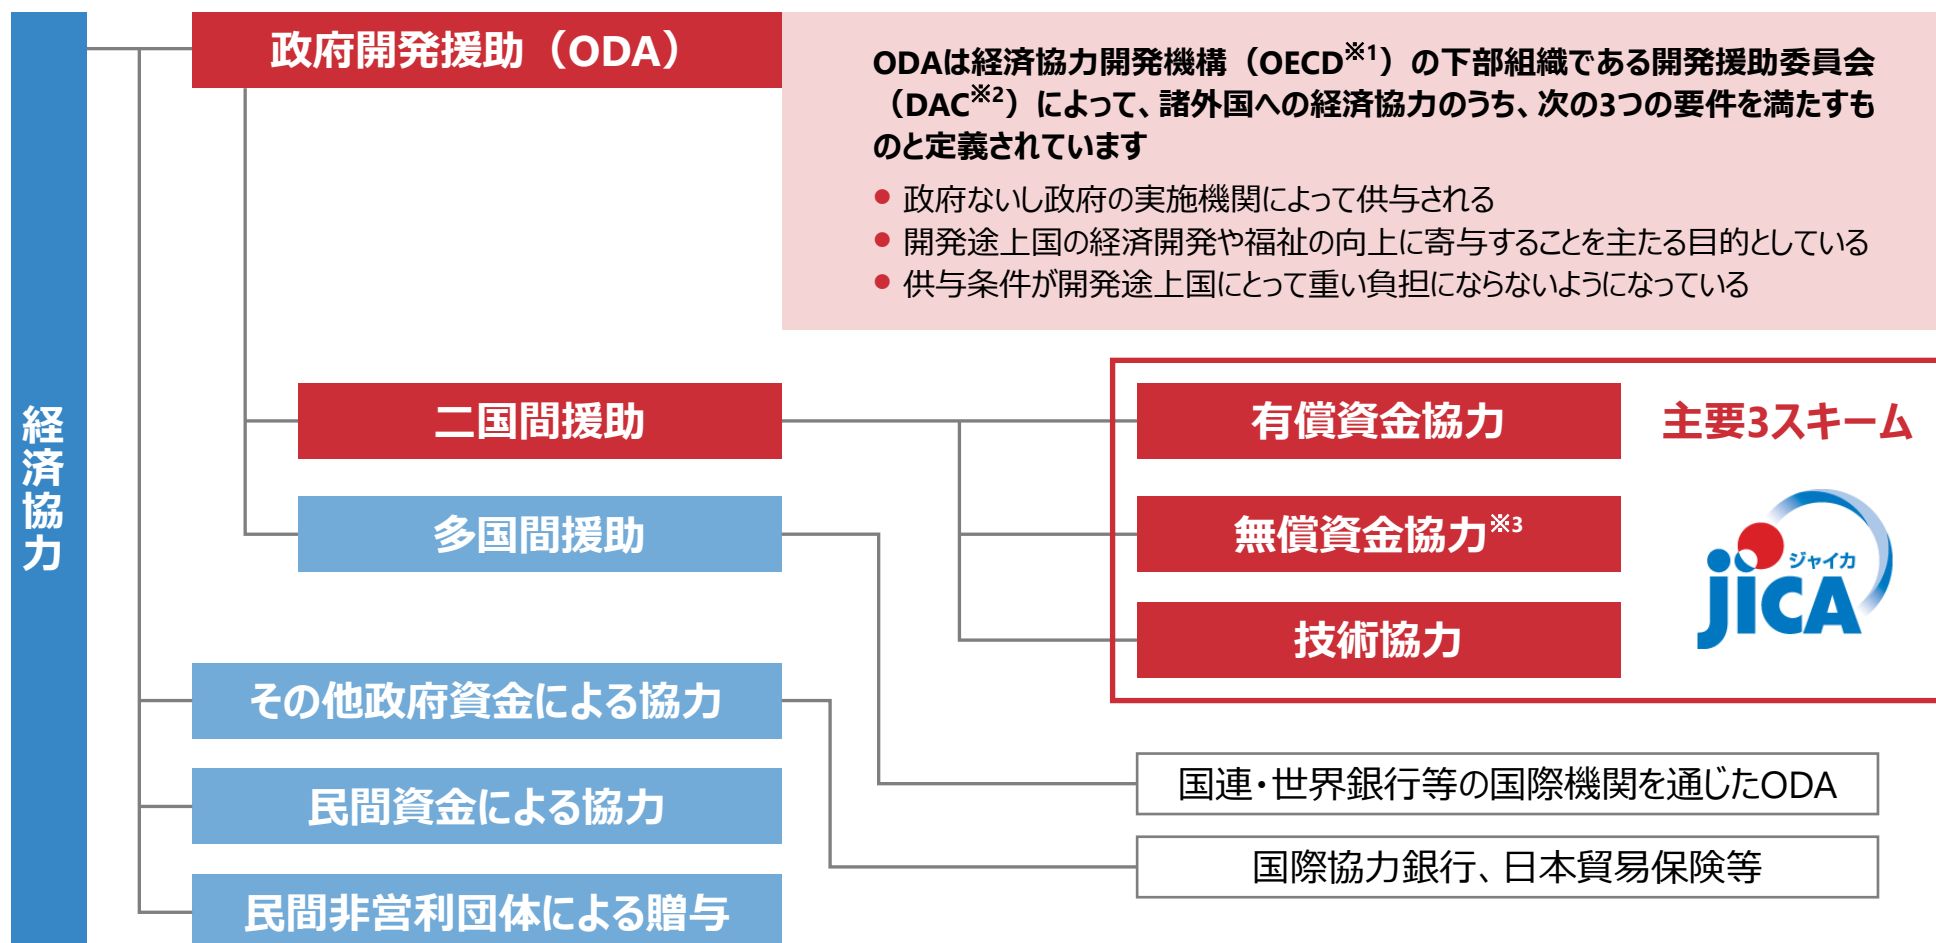 経済協力
政府開発援助（ODA）
ODAは経済協力開発機構（OECD※1）の下部組織である開発援助委員会
（DAC※2）によって、諸外国への経済協力のうち、次の3つの要件を満たすも
のと定義されています
● 政府ないし政府の実施機関によって供与される
● 開発途上国の経済開発や福祉の向上に寄与することを主たる目的としている
● 供与条件が開発途上国にとって重い負担にならないようになっている
二国間援助
有償資金協力
主要3スキーム
多国間援助
無償資金協力※3
ジャイカ
jICA
技術協力
その他政府資金による協力
国連・世界銀行等の国際機関を通じたODA
民間資金による協力
国際協力銀行、日本貿易保険等
民間非営利団体による贈与